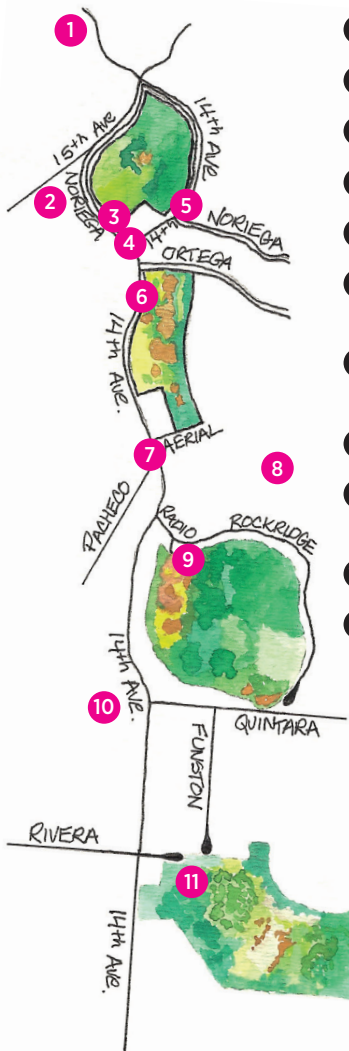 1
15th AVE
14th AVE.
2
NORIEGA
3
5
4
14th
NORIEGA
ORTEGA
6
14th AVE.
7
AERIAL
8
PACHECO
RADIO
ROCKRIDGE
9
14th AVE.
10
QUINTARA
FUNSTON
RIVERA
11
14th AVE.